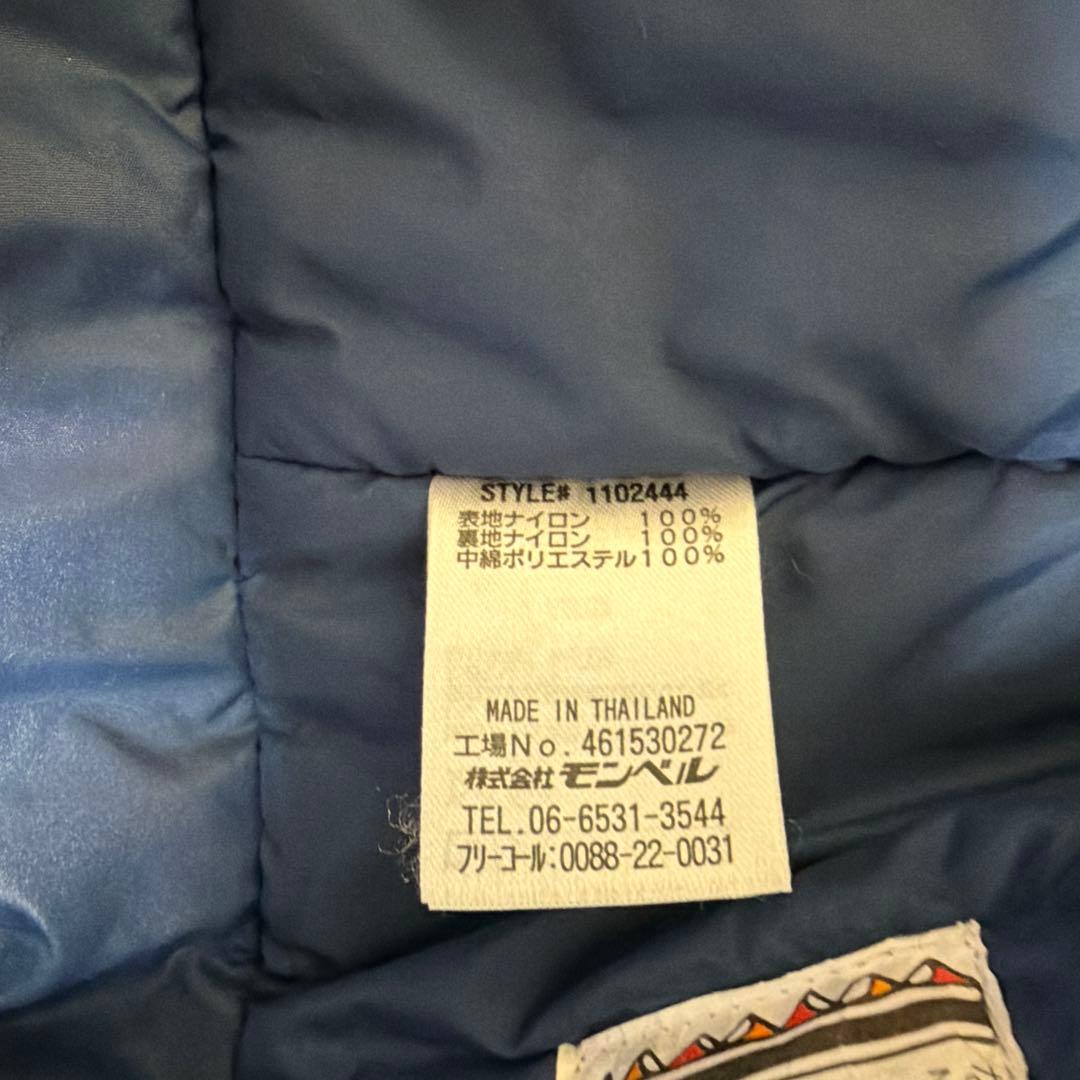 STYLE# 1102444
表地ナイロン 100%
裏地ナイロン 100%
中綿ポリエステル100%
MADE IN THAILAND
工場No.461530272
株式会社モンベル
TEL.06-6531-3544
フリーコール:0088-22-0031